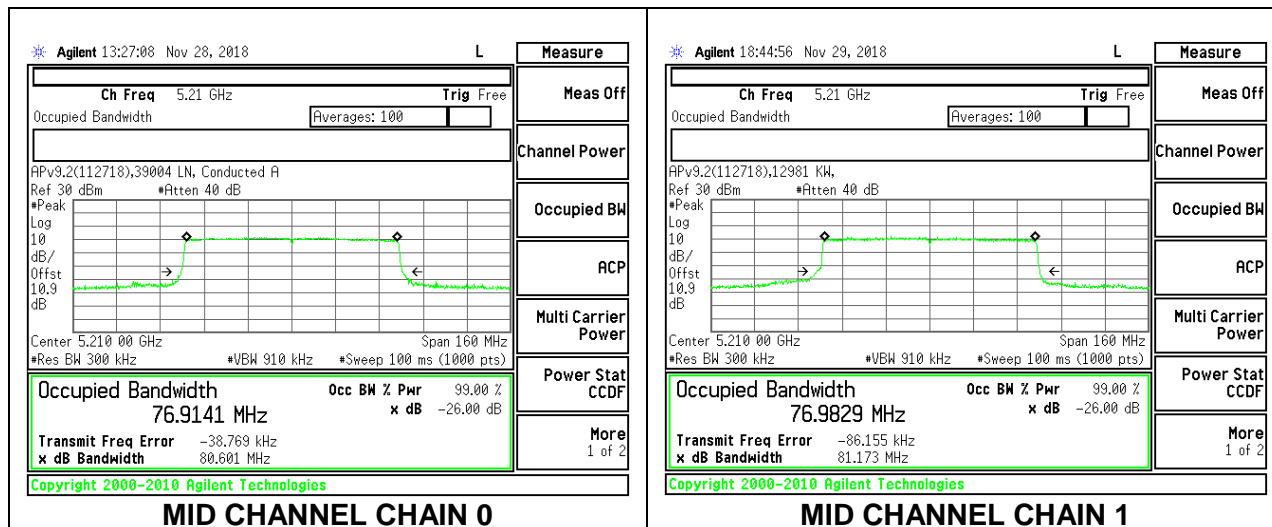 Agilent 13:27:08 Nov 28, 2018 L
Measure
Ch Freq 5.21 GHz Trig Free
Meas Off
Occupied Bandwidth Averages: 100
Channel Power
APv9.2(112718),39004 LN, Conducted A
Ref 30 dBm #Atten 40 dB
#Peak
Occupied BW
Log
10
dB/
ACP
Offst
10.9
dB
Multi Carrier
Power
Center 5.210 00 GHz Span 160 MHz
#Res BW 300 kHz #VBW 910 kHz #Sweep 100 ms (1000 pts)
Power Stat
CCDF
Occupied Bandwidth Occ BW % Pwr 99.00 %
76.9141 MHz x dB -26.00 dB
Transmit Freq Error -38.769 kHz
x dB Bandwidth 80.601 MHz
More
1 of 2
Copyright 2000-2010 Agilent Technologies
MID CHANNEL CHAIN 0
Agilent 18:44:56 Nov 29, 2018 L
Measure
Ch Freq 5.21 GHz Trig Free
Meas Off
Occupied Bandwidth Averages: 100
Channel Power
APv9.2(112718),12981 KW,
Ref 30 dBm #Atten 40 dB
#Peak
Occupied BW
Log
10
dB/
ACP
Offst
10.9
dB
Multi Carrier
Power
Center 5.210 00 GHz Span 160 MHz
#Res BW 300 kHz #VBW 910 kHz #Sweep 100 ms (1000 pts)
Power Stat
CCDF
Occupied Bandwidth Occ BW % Pwr 99.00 %
76.9829 MHz x dB -26.00 dB
Transmit Freq Error -86.155 kHz
x dB Bandwidth 81.173 MHz
More
1 of 2
Copyright 2000-2010 Agilent Technologies
MID CHANNEL CHAIN 1